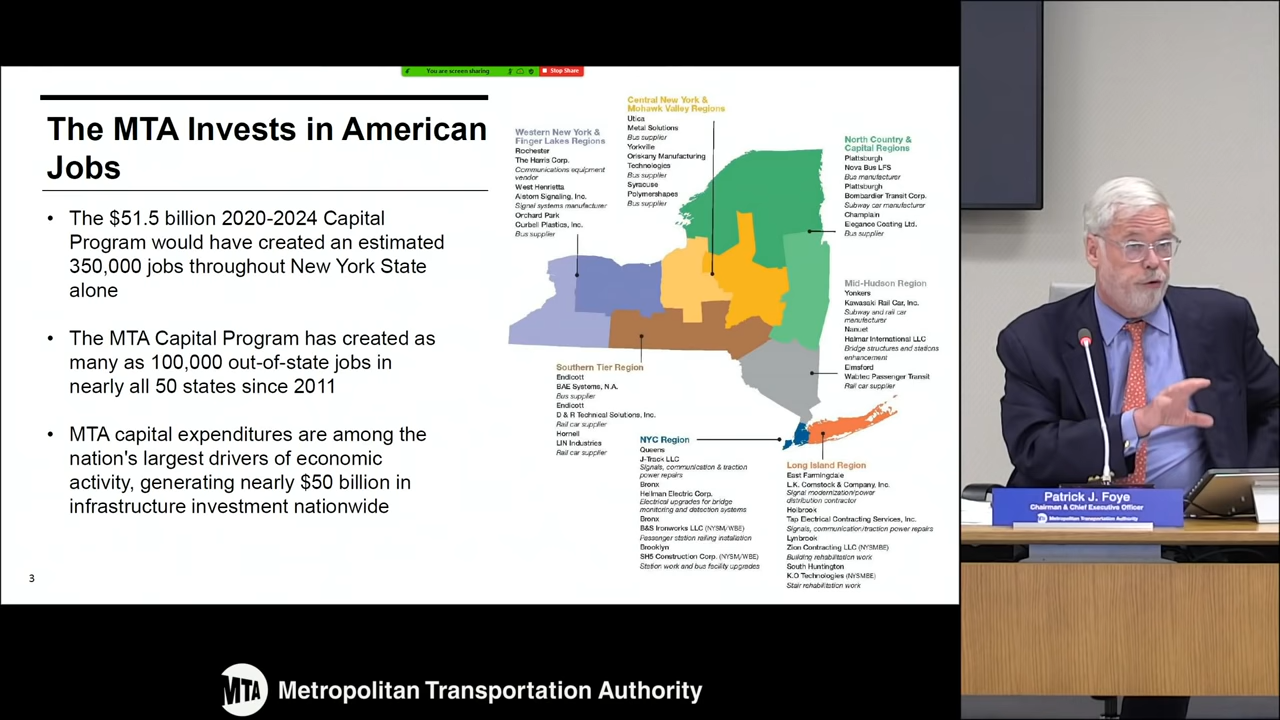 You are screen sharing
Stop Share
The MTA Invests in American
Jobs
• The $51.5 billion 2020-2024 Capital
Program would have created an estimated
350,000 jobs throughout New York State
alone
• The MTA Capital Program has created as
many as 100,000 out-of-state jobs in
nearly all 50 States since 2011
• MTA capital expenditures are among the
nation's largest drivers of economic
activity, generating nearly $50 billion in
infrastructure investment nationwide
3
Western New York &
Finger Lakes Regions
Rochester
The Harris Corp.
Communications equipment
vendor
West Henrietta
Alstom Signaling, Inc.
Signal systems manufacturer
Orchard Park
Curbell Plastics, Inc.
Bus supplier
Central New York &
Mohawk Valley Regions
Utica
Metal Solutions
Bus supplier
Yorkville
Oriskany Manufacturing
Technologies
Bus supplier
Syracuse
Polymershapes
Bus supplier
North Country &
Capital Regions
Plattsburgh
Nova Bus LFS
Bus manufacturer
Plattsburgh
Bombardier Transit Corp.
Subway car manufacturer
Champlain
Elegance Coating Ltd.
Bus supplier
Mid-Hudson Region
Yonkers
Kawasaki Rail Car, Inc.
Subway and rail car
manufacturer
Nanuet
Halmar International LLC
Bridge structures and stations
enhancement
Elmsford
Wabtec Passenger Transit
Rail car supplier
Southern Tier Region
Endicott
BAE Systems, N.A.
Bus supplier
Endicott
D & R Technical Solutions, Inc.
Rail car supplier
Hornell
LIN Industries
Rail car supplier
NYC Region
Queens
J-Track LLC
Signals, communication & traction
power repairs
Bronx
Hellman Electric Corp.
Electrical upgrades for bridge
monitoring and detection systems
Bronx
B&S Ironworks LLC (NYSM/WBE)
Passenger station railing installation
Brooklyn
SH5 Construction Corp. (NYSM/WBE)
Station work and bus facility upgrades
Long Island Region
East Farmingdale
L.K. Comstock & Company, Inc.
Signal modernization/power
distribution contractor
Holbrook
Tap Electrical Contracting Services, Inc.
Signals, communication/traction power repairs
Lynbrook
Zion Contracting LLC (NYSMBE)
Building rehabilitation work
South Huntington
K.O Technologies (NYSMBE)
Stair rehabilitation work
Patrick J. Foye
Chairman & Chief Executive Officer
Metropolitan Transportation Authority
MTA Metropolitan Transportation Authority